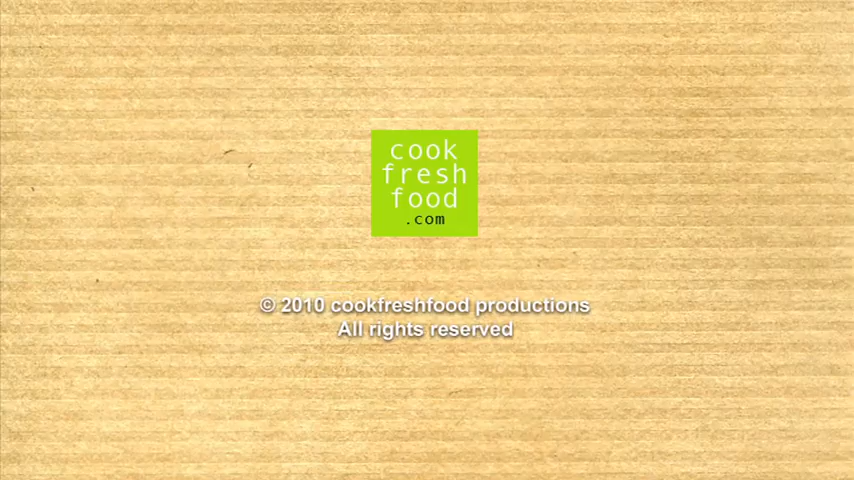 cook
fresh
food
.com
© 2010 cookfreshfood productions
All rights reserved